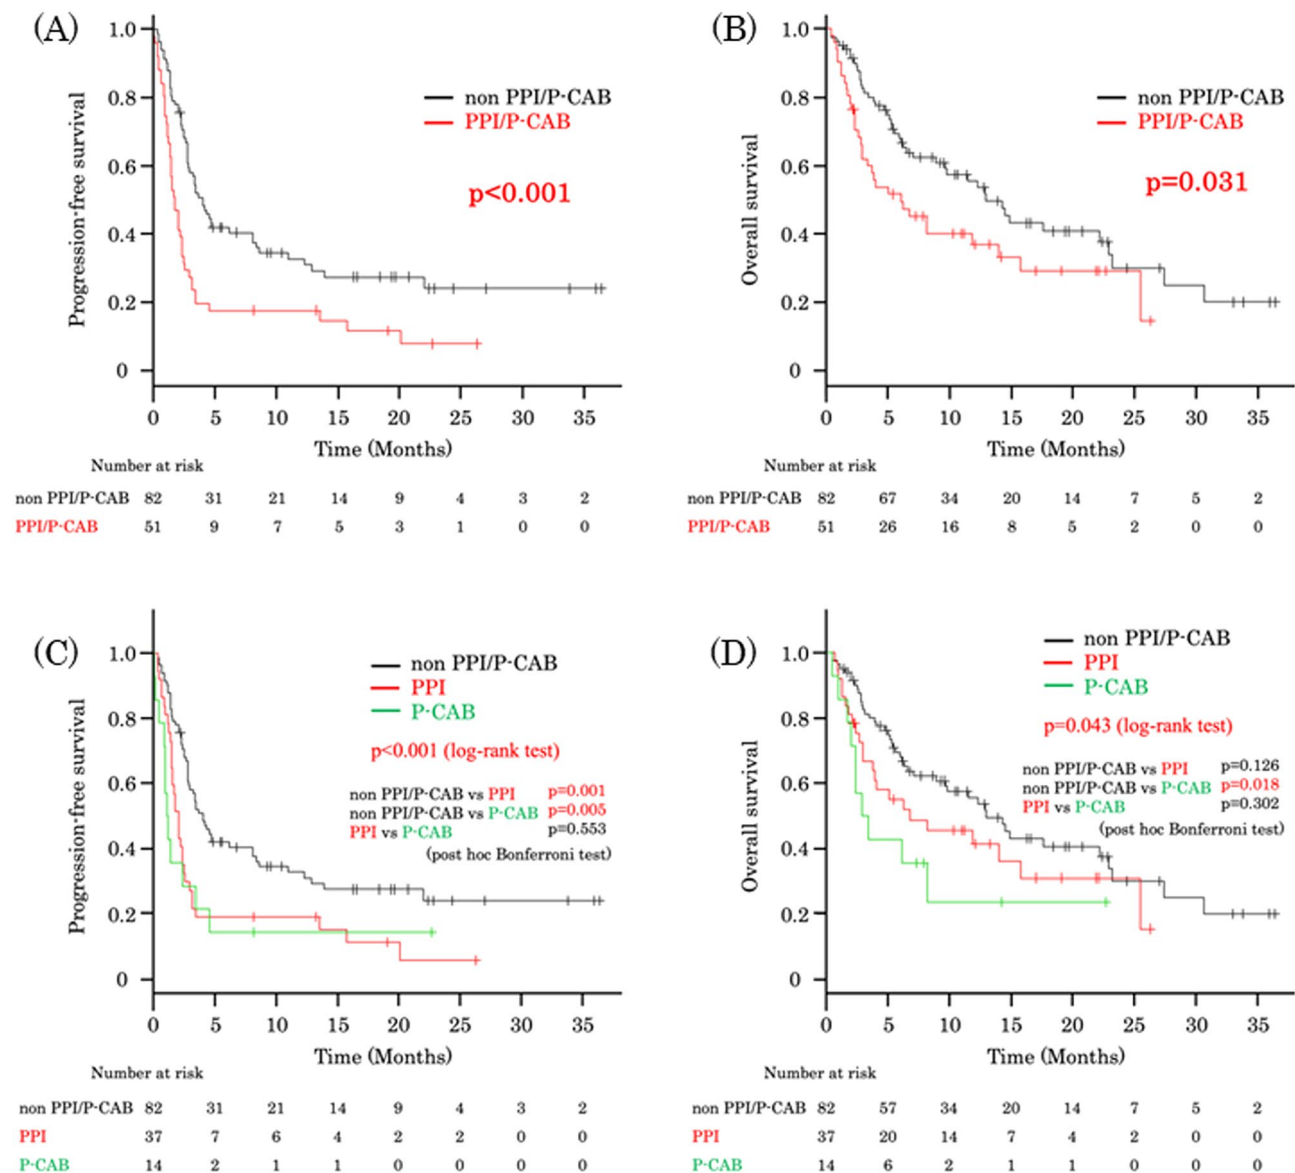 (A)
1.0
0.8
0.6
0.4
0.2
0
Progression-free survival
non PPI/P-CAB
PPI/P-CAB
p<0.001
0 5 10 15 20 25 30 35
Time (Months)
Number at risk
non PPI/P-CAB 82 31 21 14 9 4 3 2
PPI/P-CAB 51 9 7 5 3 1 0 0
(B)
1.0
0.8
0.6
0.4
0.2
0
Overall survival
non PPI/P-CAB
PPI/P-CAB
p=0.031
0 5 10 15 20 25 30 35
Time (Months)
Number at risk
non PPI/P-CAB 82 67 34 20 14 7 5 2
PPI/P-CAB 51 26 16 8 5 2 0 0
(C)
1.0
0.8
0.6
0.4
0.2
0
Progression-free survival
non PPI/P-CAB
PPI
P-CAB
p<0.001 (log-rank test)
non PPI/P-CAB vs PPI p=0.001
non PPI/P-CAB vs P-CAB p=0.005
PPI vs P-CAB p=0.553
(post hoc Bonferroni test)
0 5 10 15 20 25 30 35
Time (Months)
Number at risk
non PPI/P-CAB 82 31 21 14 9 4 3 2
PPI 37 7 6 4 2 2 0 0
P-CAB 14 2 1 1 0 0 0 0
(D)
1.0
0.8
0.6
0.4
0.2
0
Overall survival
non PPI/P-CAB
PPI
P-CAB
p=0.043 (log-rank test)
non PPI/P-CAB vs PPI p=0.126
non PPI/P-CAB vs P-CAB p=0.018
PPI vs P-CAB p=0.302
(post hoc Bonferroni test)
0 5 10 15 20 25 30 35
Time (Months)
Number at risk
non PPI/P-CAB 82 57 34 20 14 7 5 2
PPI 37 20 14 7 4 2 0 0
P-CAB 14 6 2 1 1 0 0 0